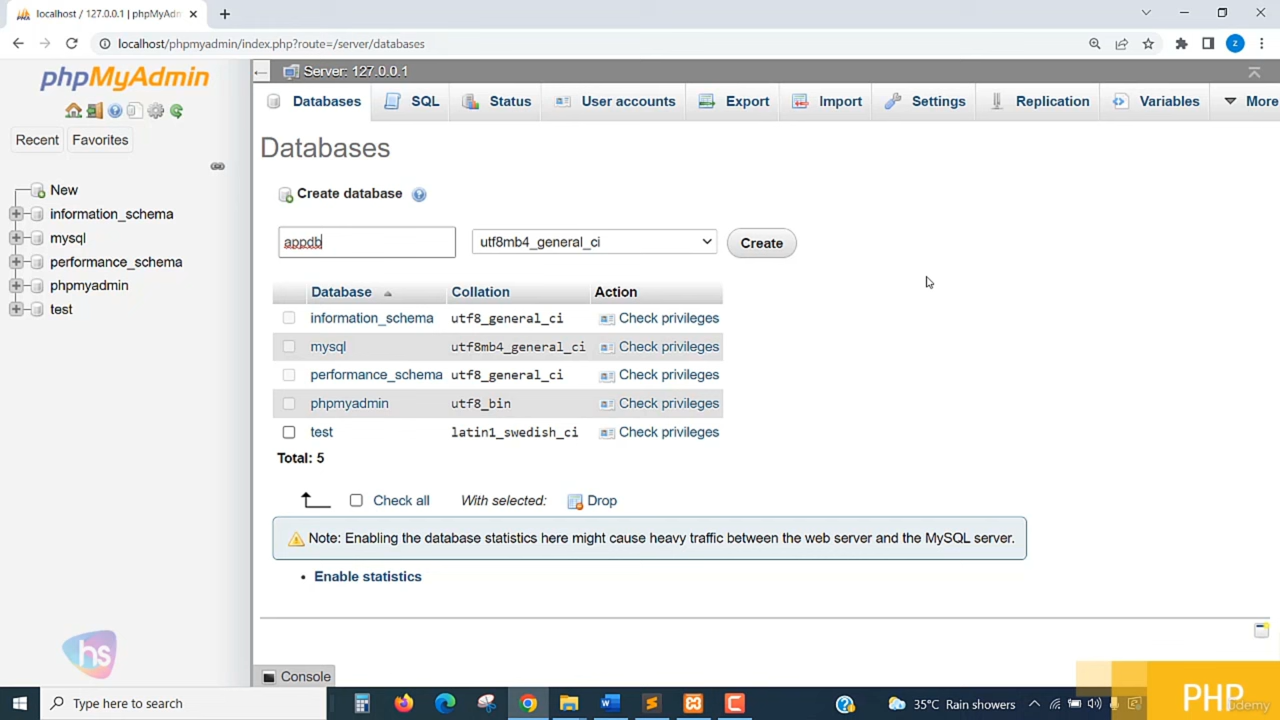 localhost / 127.0.0.1 | phpMyAdn
localhost/phpmyadmin/index.php?route=/server/databases
z
phpMyAdmin
Server: 127.0.0.1
Databases
SQL
Status
User accounts
Export
Import
Settings
Replication
Variables
More
Recent
Favorites
New
information_schema
mysql
performance_schema
phpmyadmin
test
Databases
Create database
appdb
utf8mb4_general_ci
Create
Database
Collation
Action
information_schema utf8_general_ci Check privileges
mysql utf8mb4_general_ci Check privileges
performance_schema utf8_general_ci Check privileges
phpmyadmin utf8_bin Check privileges
test latin1_swedish_ci Check privileges
Total: 5
Check all
With selected:
Drop
Note: Enabling the database statistics here might cause heavy traffic between the web server and the MySQL server.
Enable statistics
hs
Console
Type here to search
35°C Rain showers
PHP
Udemy